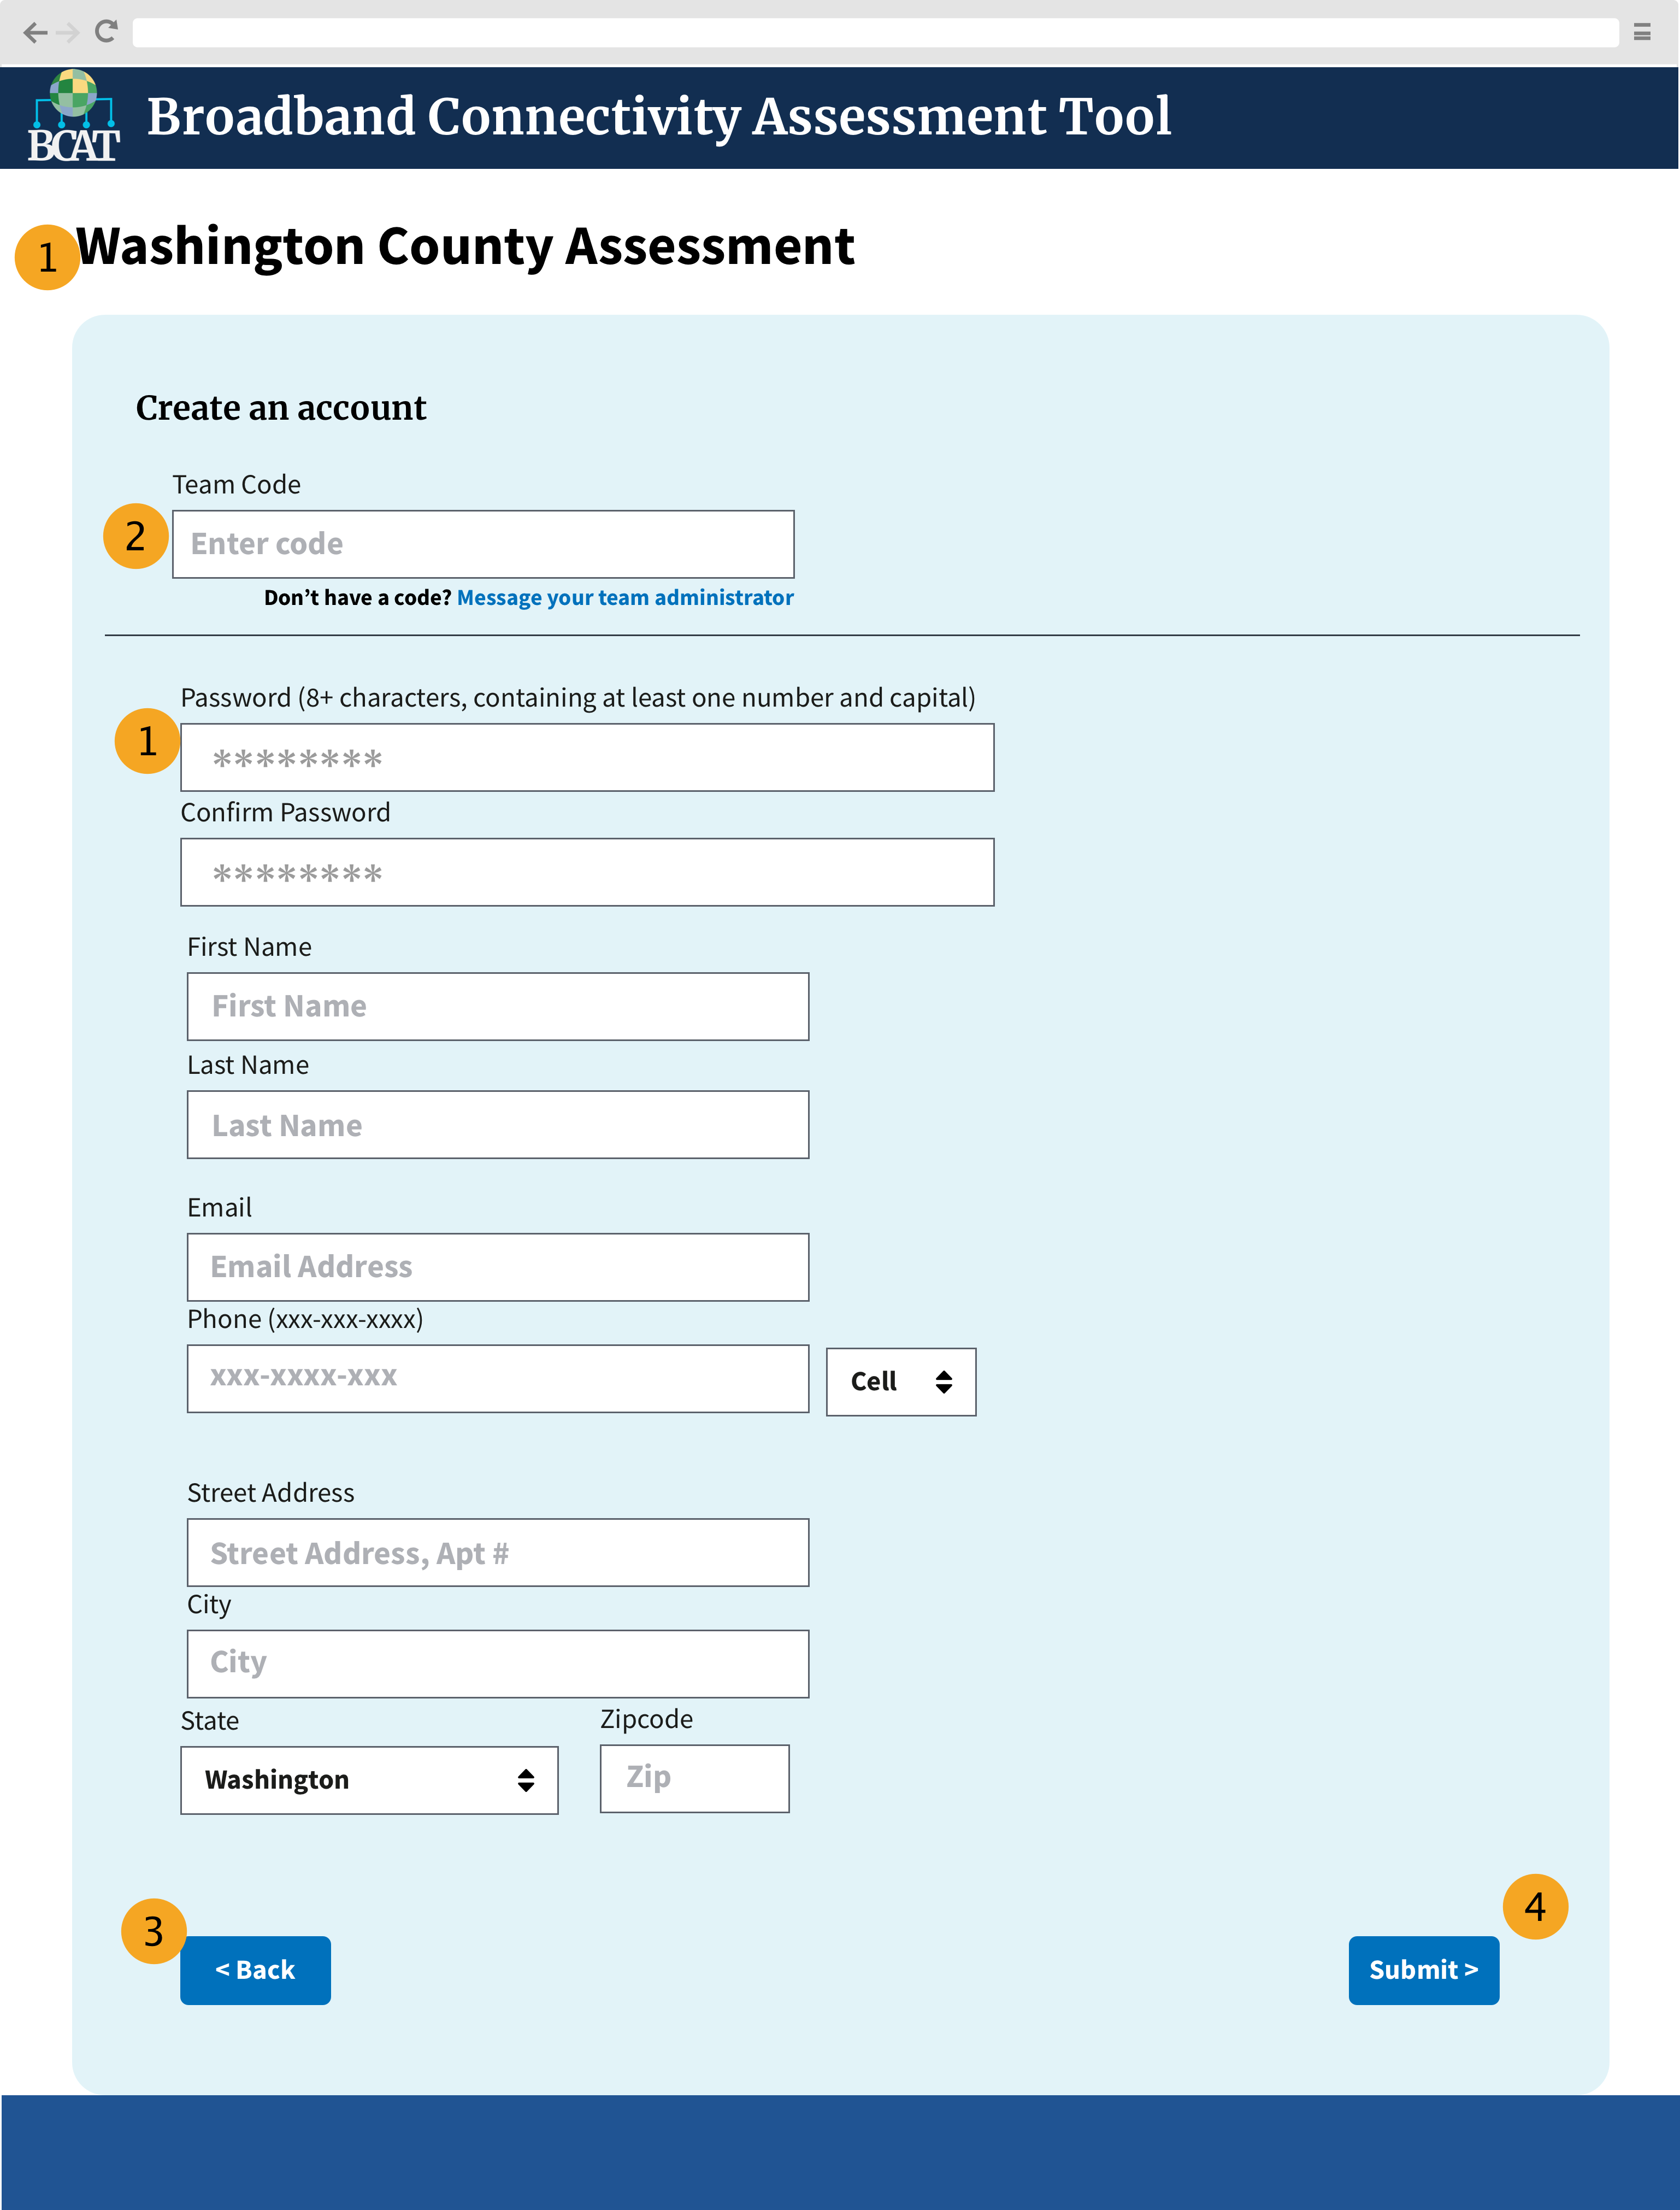 BCAT
Broadband Connectivity Assessment Tool
1
Washington County Assessment
Create an account
Team Code
2
Enter code
Don’t have a code? Message your team administrator
Password (8+ characters, containing at least one number and capital)
1
********
Confirm Password
********
First Name
First Name
Last Name
Last Name
Email
Email Address
Phone (xxx-xxx-xxxx)
xxx-xxxx-xxx
Cell
Street Address
Street Address, Apt #
City
City
State Zipcode
Washington Zip
3
4
< Back
Submit >